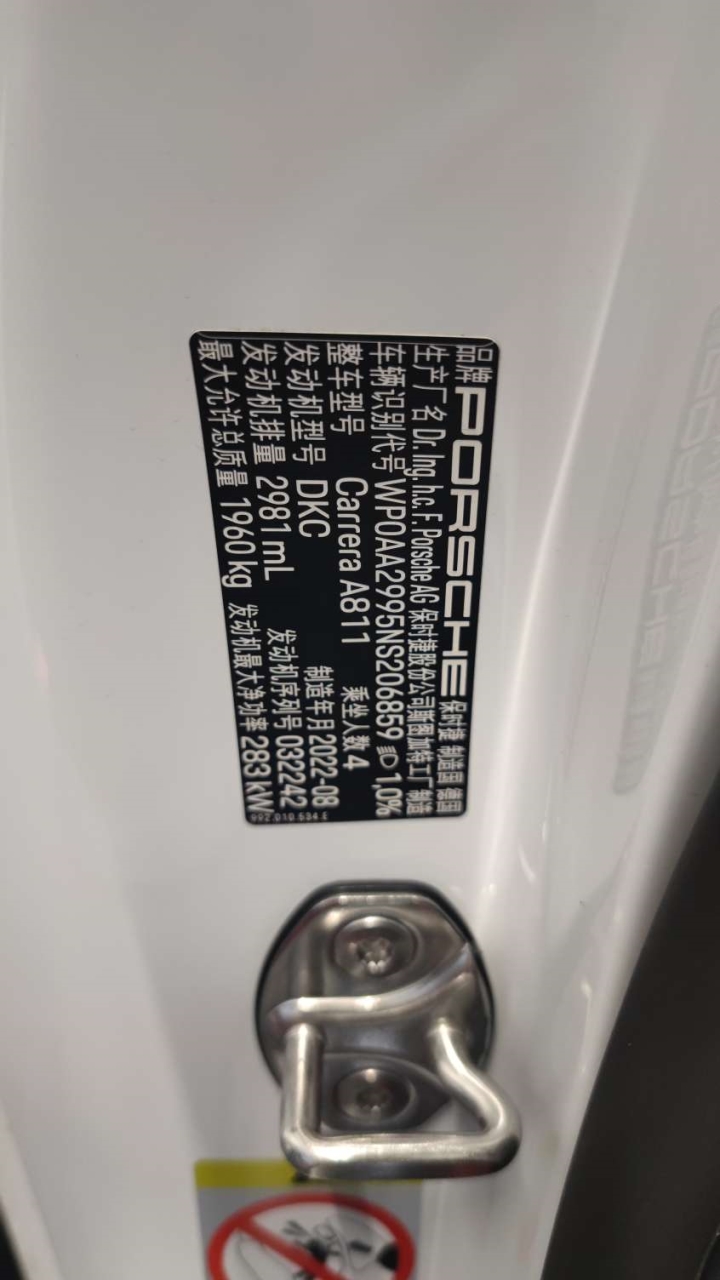 品牌 PORSCHE 保时捷 制造国 德国
生产厂名 Dr. Ing. h.c. F. Porsche AG 保时捷股份公司斯图加特工厂制造
车辆识别代号 WP0AA2995NS206859 1,0%
整车型号 Carrera A811 乘坐人数 4
发动机型号 DKC 制造年月 2022-08
发动机排量 2981 mL 发动机序列号 032242
最大允许总质量 1960 kg 发动机最大净功率 283 kW
992.010.534 E